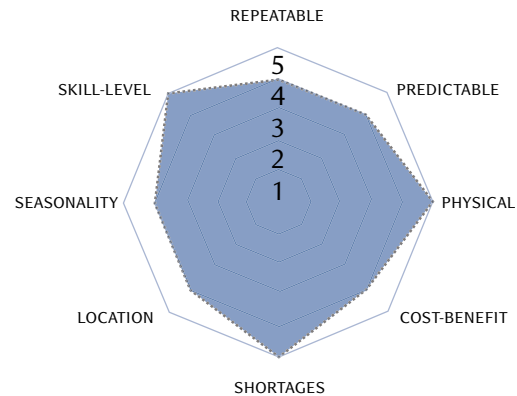 REPEATABLE
5
SKILL-LEVEL
PREDICTABLE
4
3
2
1
SEASONALITY
PHYSICAL
LOCATION
COST-BENEFIT
SHORTAGES